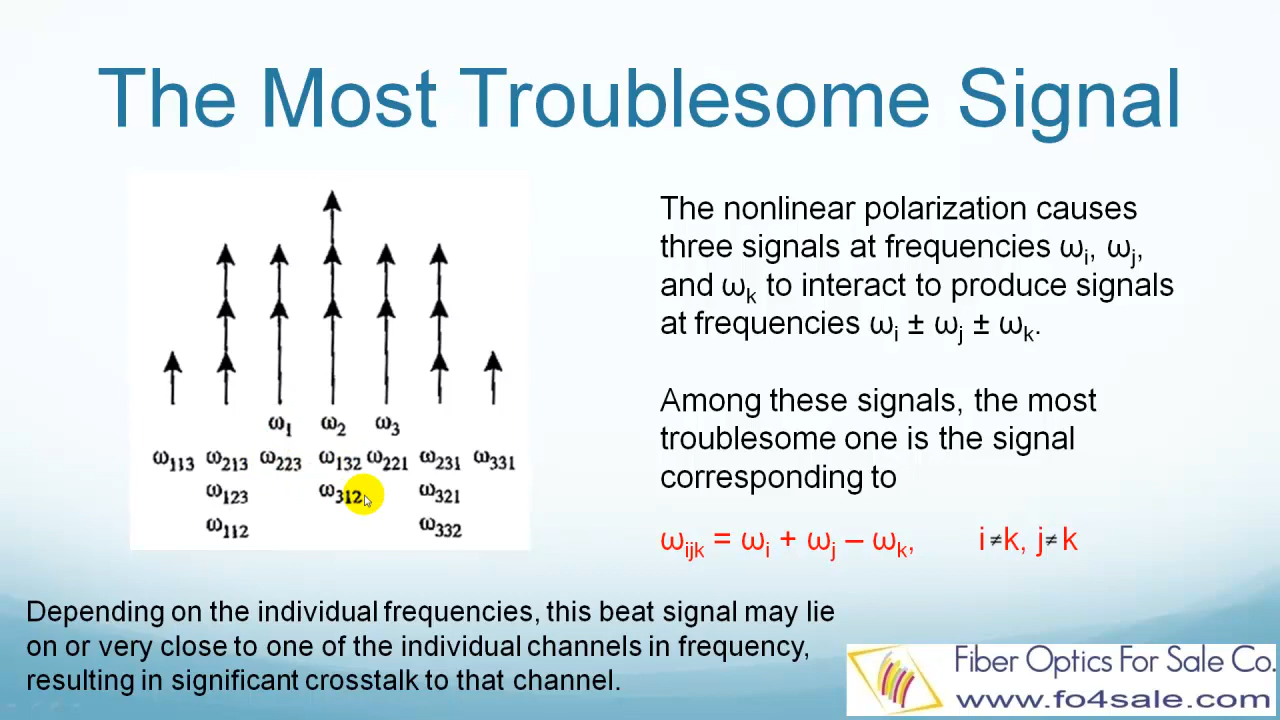 The Most Troublesome Signal
The nonlinear polarization causes
three signals at frequencies ωi, ωj,
and ωk to interact to produce signals
at frequencies ωi ± ωj ± ωk.
Among these signals, the most
troublesome one is the signal
corresponding to
ωijk = ωi + ωj – ωk, i ≠ k, j ≠ k
ω1 ω2 ω3
ω113 ω213 ω223 ω132 ω221 ω231 ω331
ω123 ω312 ω321
ω112 ω332
Depending on the individual frequencies, this beat signal may lie
on or very close to one of the individual channels in frequency,
resulting in significant crosstalk to that channel.
Fiber Optics For Sale Co.
www.fo4sale.com